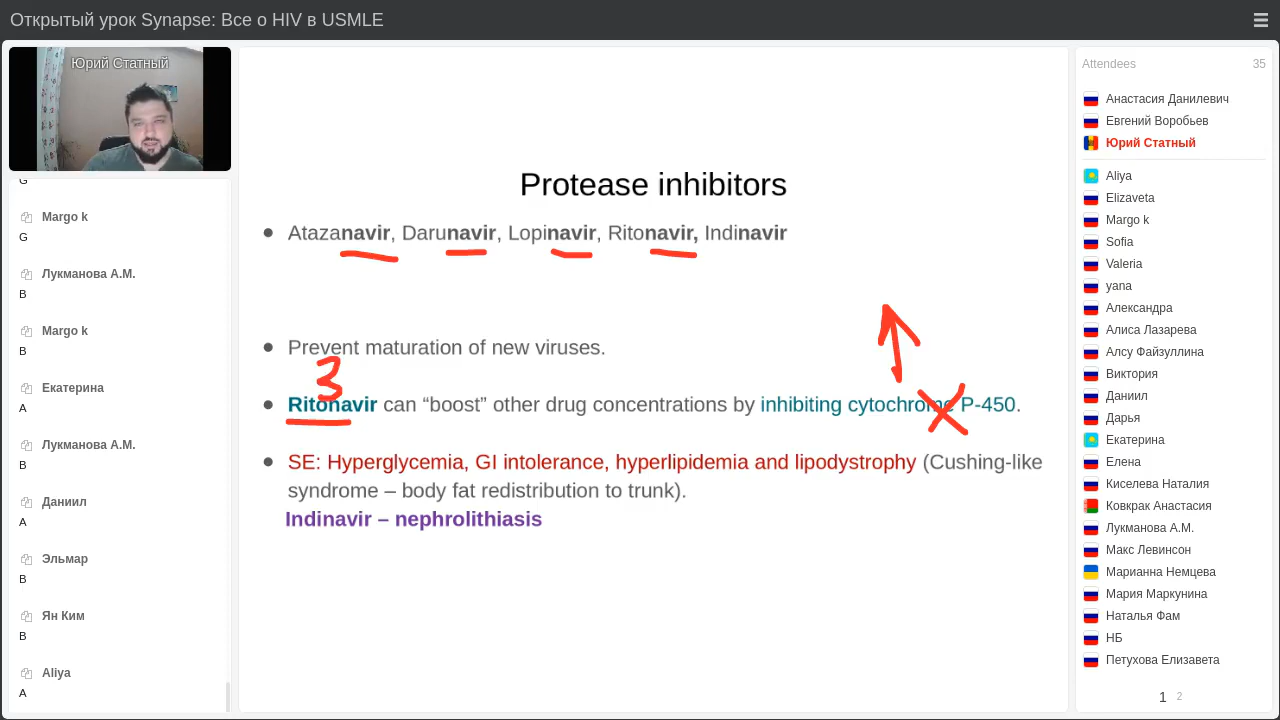 Открытый урок Synapse: Все о HIV в USMLE
Юрий Статный
G
Margo k
G
Лукманова А.М.
B
Margo k
B
Екатерина
A
Лукманова А.М.
B
Даниил
A
Эльмар
B
Ян Ким
B
Aliya
A
Protease inhibitors
Atazanavir, Darunavir, Lopinavir, Ritonavir, Indinavir
Prevent maturation of new viruses.
3
Ritonavir can “boost” other drug concentrations by inhibiting cytochrome P-450.
SE: Hyperglycemia, GI intolerance, hyperlipidemia and lipodystrophy (Cushing-like
syndrome – body fat redistribution to trunk).
Indinavir – nephrolithiasis
Attendees 35
Анастасия Данилевич
Евгений Воробьев
Юрий Статный
Aliya
Elizaveta
Margo k
Sofia
Valeria
yana
Александра
Алиса Лазарева
Алсу Файзуллина
Виктория
Даниил
Дарья
Екатерина
Елена
Киселева Наталия
Ковкрак Анастасия
Лукманова А.М.
Макс Левинсон
Марианна Немцева
Мария Маркунина
Наталья Фам
НБ
Петухова Елизавета
1 2